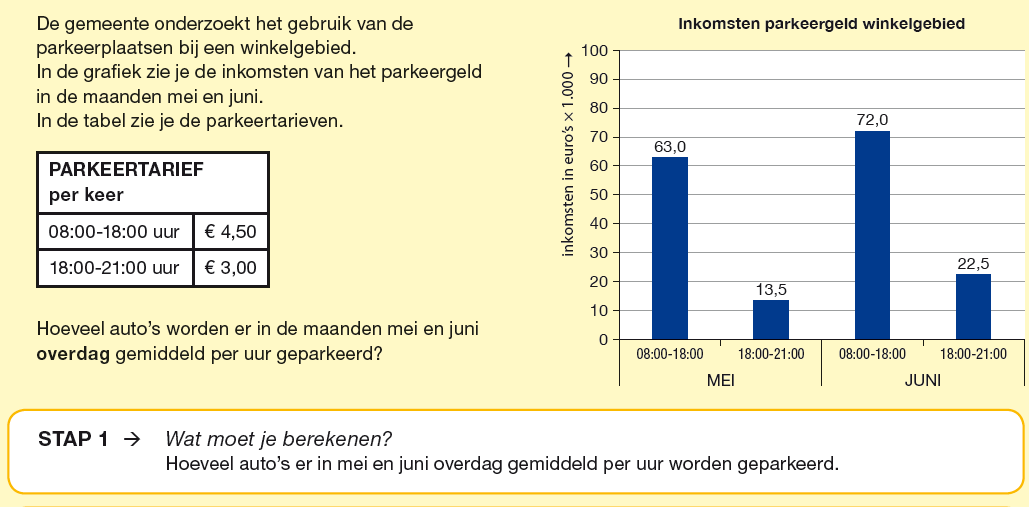 De gemeente onderzoekt het gebruik van de
parkeerplaatsen bij een winkelgebied.
In de grafiek zie je de inkomsten van het parkeergeld
in de maanden mei en juni.
In de tabel zie je de parkeertarieven.
PARKEERTARIEF
per keer
08:00-18:00 uur € 4,50
18:00-21:00 uur € 3,00
Hoeveel auto's worden er in de maanden mei en juni
overdag gemiddeld per uur geparkeerd?
Inkomsten parkeergeld winkelgebied
inkomsten in euro's × 1.000 →
100
90
80
70
60
50
40
30
20
10
0
63,0
13,5
72,0
22,5
08:00-18:00 18:00-21:00 08:00-18:00 18:00-21:00
MEI JUNI
STAP 1 → Wat moet je berekenen?
Hoeveel auto's er in mei en juni overdag gemiddeld per uur worden geparkeerd.